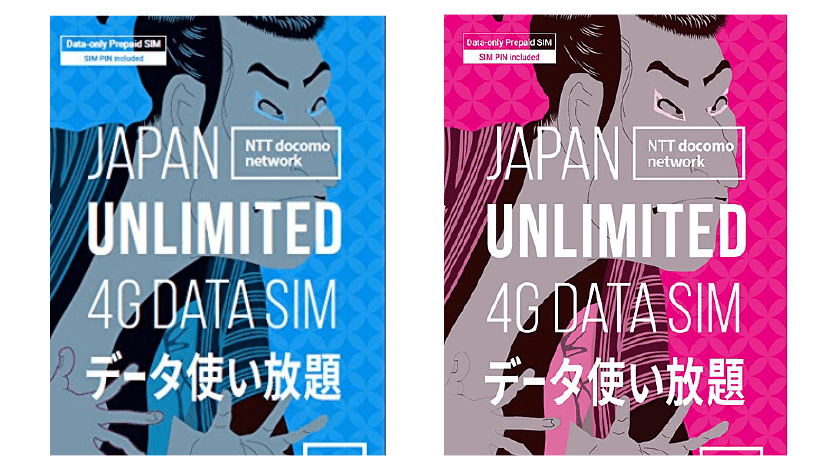 Data-only Prepaid SIM
SIM PIN included
JAPAN
NTT docomo
network
UNLIMITED
4G DATA SIM
データ使い放題
Data-only Prepaid SIM
SIM PIN included
JAPAN
NTT docomo
network
UNLIMITED
4G DATA SIM
データ使い放題